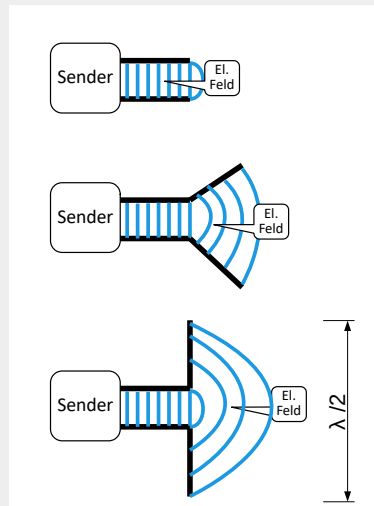 Sender
El.
Feld
Sender
El.
Feld
Sender
El.
Feld
λ /2